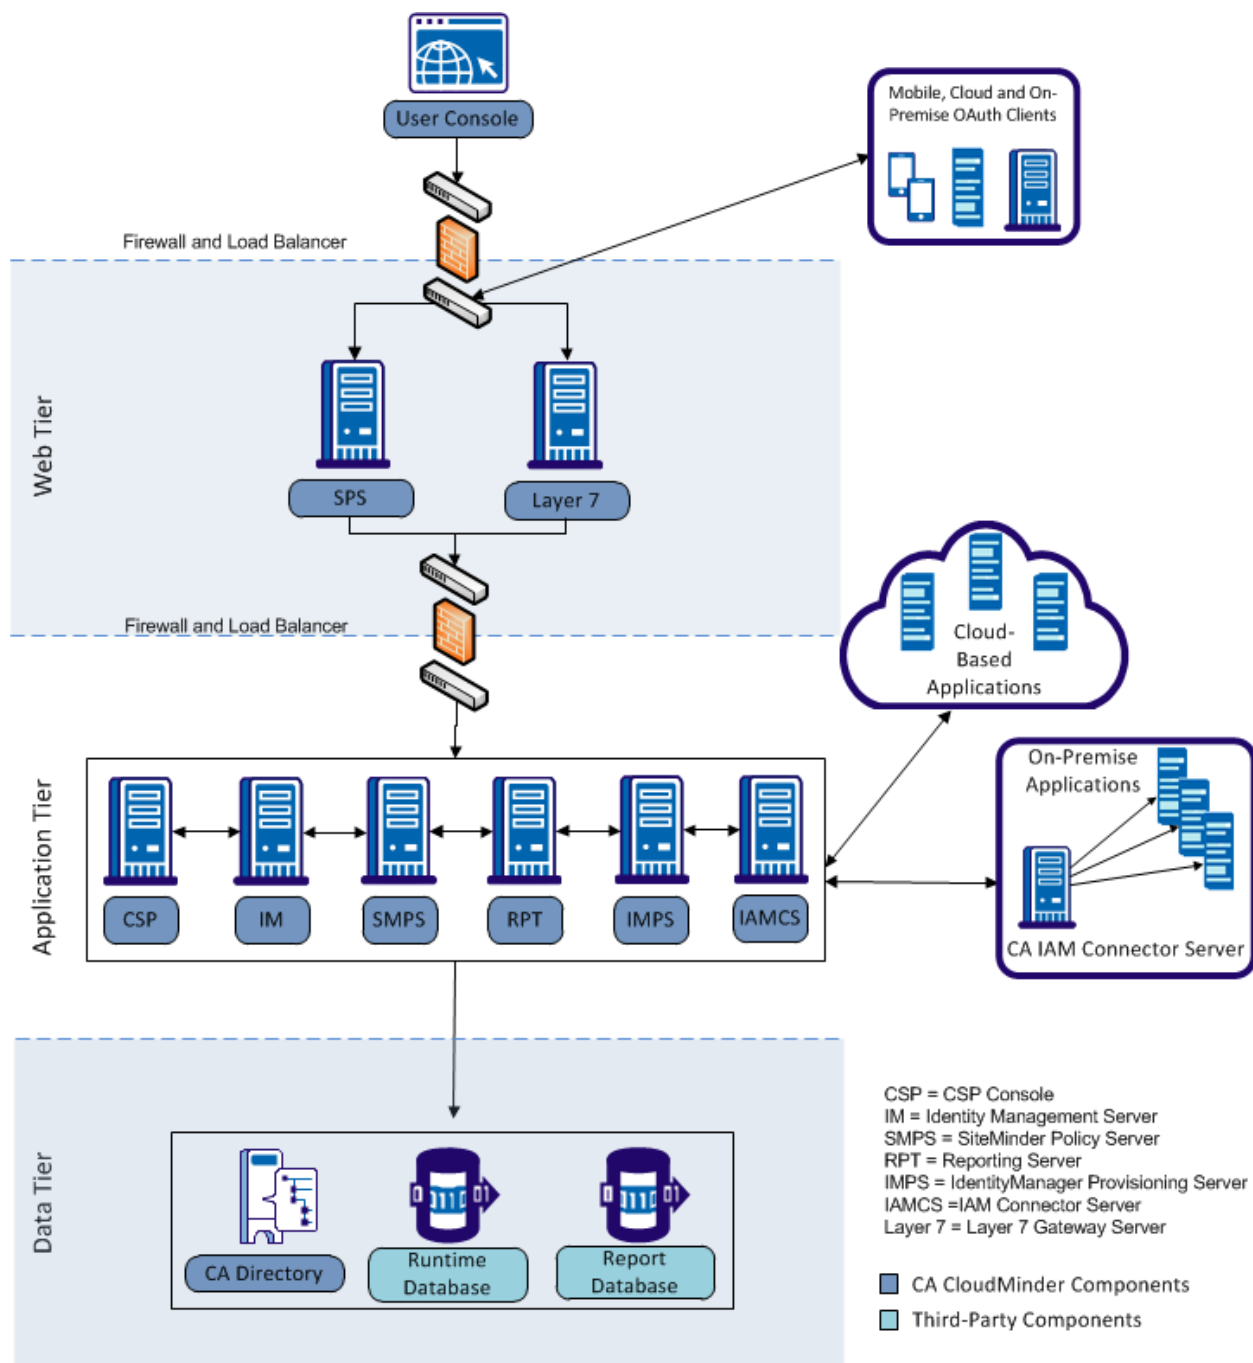 User Console
Mobile, Cloud and On-
Premise OAuth Clients
Firewall and Load Balancer
Web Tier
SPS
Layer 7
Firewall and Load Balancer
Cloud-
Based
Applications
On-Premise
Applications
CA IAM Connector Server
Application Tier
CSP
IM
SMPS
RPT
IMPS
IAMCS
Data Tier
CA Directory
Runtime
Database
Report
Database
CSP = CSP Console
IM = Identity Management Server
SMPS = SiteMinder Policy Server
RPT = Reporting Server
IMPS = IdentityManager Provisioning Server
IAMCS =IAM Connector Server
Layer 7 = Layer 7 Gateway Server
CA CloudMinder Components
Third-Party Components